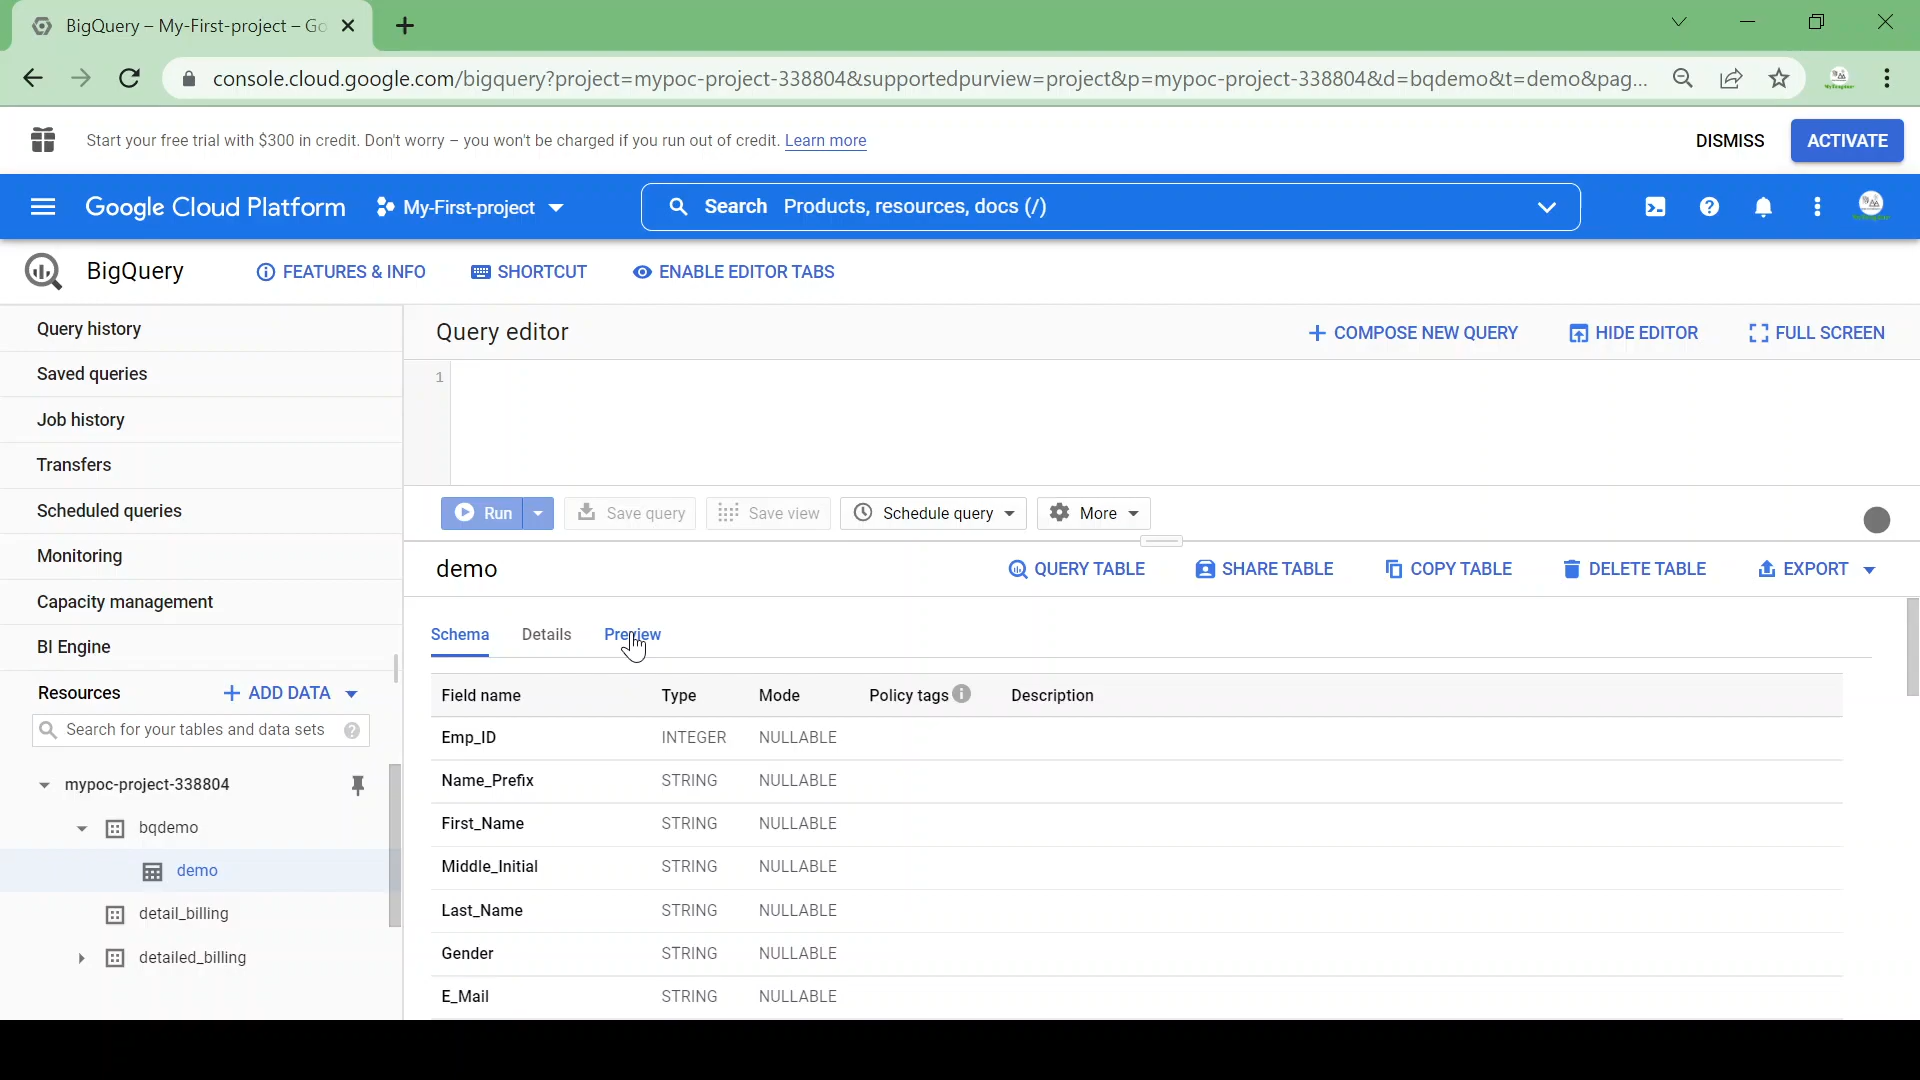 BigQuery – My-First-project – Go
console.cloud.google.com/bigquery?project=mypoc-project-338804&supportedpurview=project&p=mypoc-project-338804&d=bqdemo&t=demo&pag...
Start your free trial with $300 in credit. Don't worry – you won't be charged if you run out of credit. Learn more
DISMISS
ACTIVATE
Google Cloud Platform
My-First-project
Search Products, resources, docs (/)
BigQuery
FEATURES & INFO
SHORTCUT
ENABLE EDITOR TABS
Query history
Saved queries
Job history
Transfers
Scheduled queries
Monitoring
Capacity management
BI Engine
Resources
ADD DATA
Search for your tables and data sets
mypoc-project-338804
bqdemo
demo
detail_billing
detailed_billing
Query editor
COMPOSE NEW QUERY
HIDE EDITOR
FULL SCREEN
1
Run
Save query
Save view
Schedule query
More
demo
QUERY TABLE
SHARE TABLE
COPY TABLE
DELETE TABLE
EXPORT
Schema Details Preview
Field name Type Mode Policy tags Description
Emp_ID INTEGER NULLABLE
Name_Prefix STRING NULLABLE
First_Name STRING NULLABLE
Middle_Initial STRING NULLABLE
Last_Name STRING NULLABLE
Gender STRING NULLABLE
E_Mail STRING NULLABLE